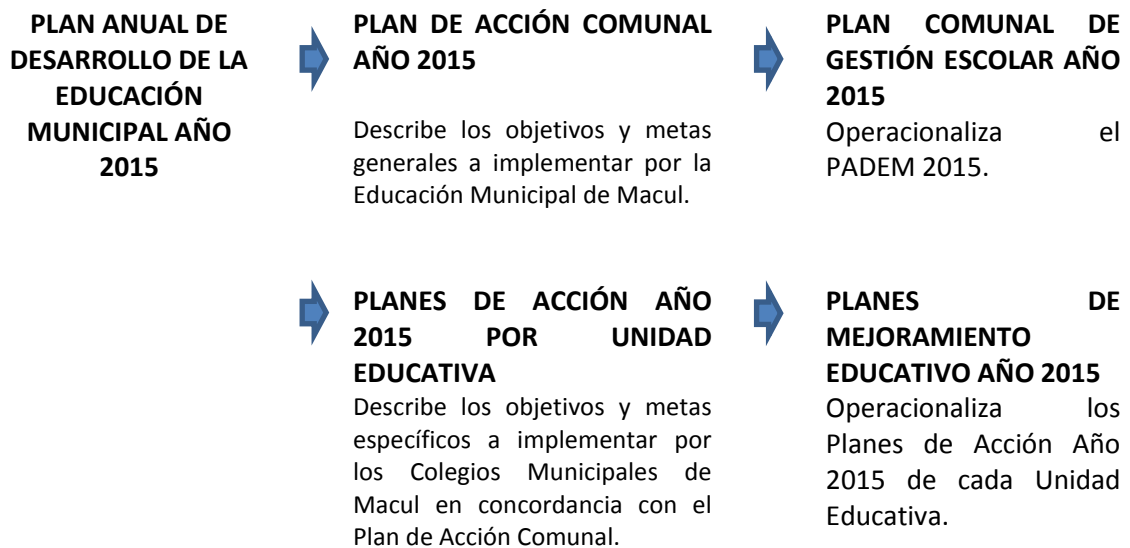 PLAN ANUAL DE
DESARROLLO DE LA
EDUCACIÓN
MUNICIPAL AÑO
2015
PLAN DE ACCIÓN COMUNAL
AÑO 2015
Describe los objetivos y metas
generales a implementar por la
Educación Municipal de Macul.
PLAN COMUNAL DE
GESTIÓN ESCOLAR AÑO
2015
Operacionaliza el
PADEM 2015.
PLANES DE ACCIÓN AÑO
2015 POR UNIDAD
EDUCATIVA
Describe los objetivos y metas
específicos a implementar por
los Colegios Municipales de
Macul en concordancia con el
Plan de Acción Comunal.
PLANES DE
MEJORAMIENTO
EDUCATIVO AÑO 2015
Operacionaliza los
Planes de Acción Año
2015 de cada Unidad
Educativa.